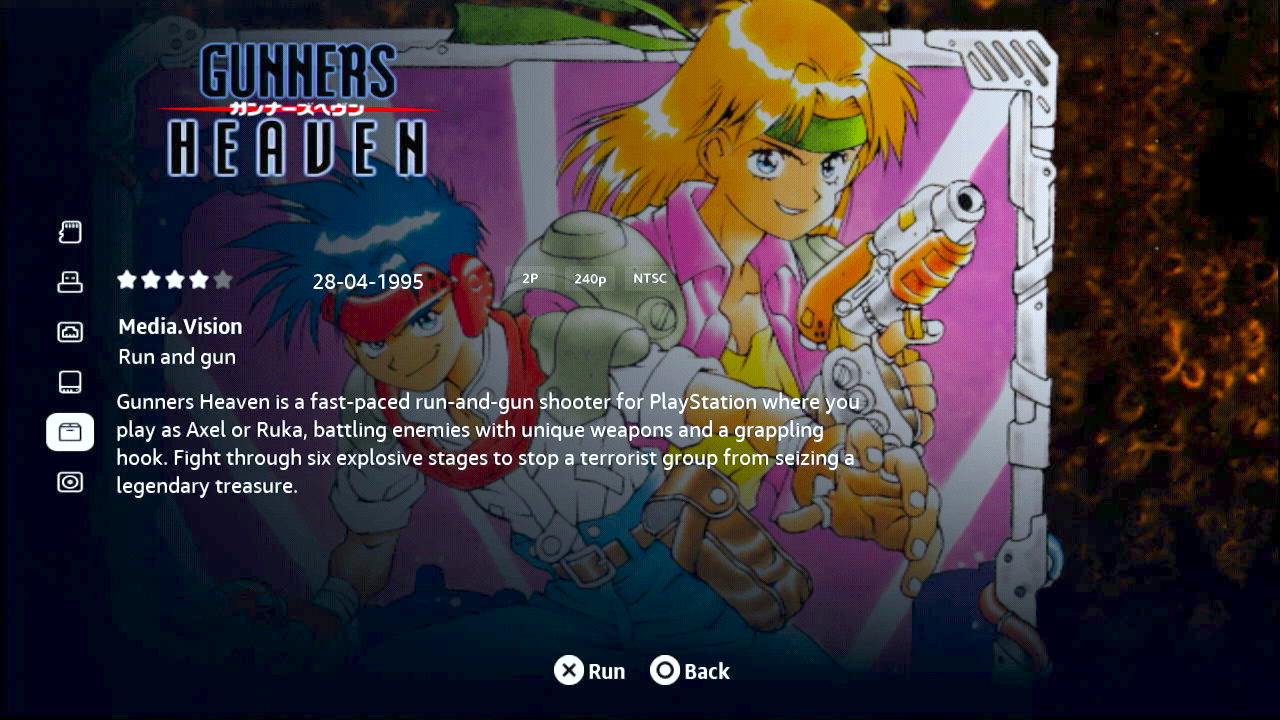 GUNNERS
ガンナーズヘヴン
HEAVEN
28-04-1995
2P
240p
NTSC
Media.Vision
Run and gun
Gunners Heaven is a fast-paced run-and-gun shooter for PlayStation where you
play as Axel or Ruka, battling enemies with unique weapons and a grappling
hook. Fight through six explosive stages to stop a terrorist group from seizing a
legendary treasure.
Run
Back